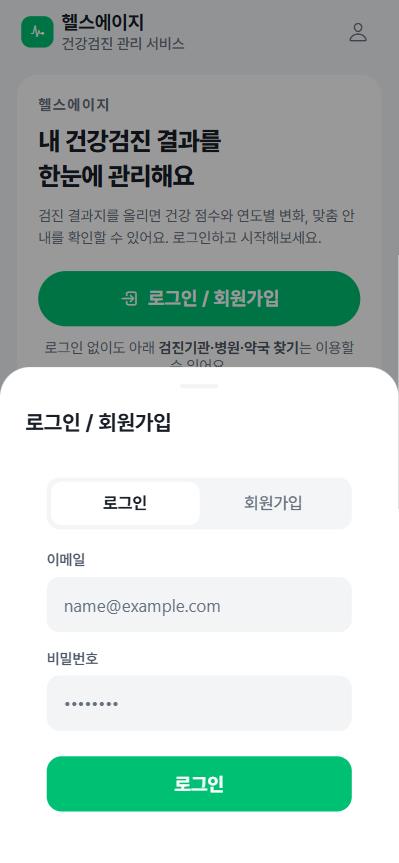 헬스에이지
건강검진 관리 서비스
헬스에이지
내 건강검진 결과를
한눈에 관리해요
검진 결과지를 올리면 건강 점수와 연도별 변화, 맞춤 안
내를 확인할 수 있어요. 로그인하고 시작해보세요.
로그인 / 회원가입
로그인 없이도 아래 검진기관·병원·약국 찾기는 이용할
수 있어요
로그인 / 회원가입
로그인 회원가입
이메일
name@example.com
비밀번호
••••••••
로그인